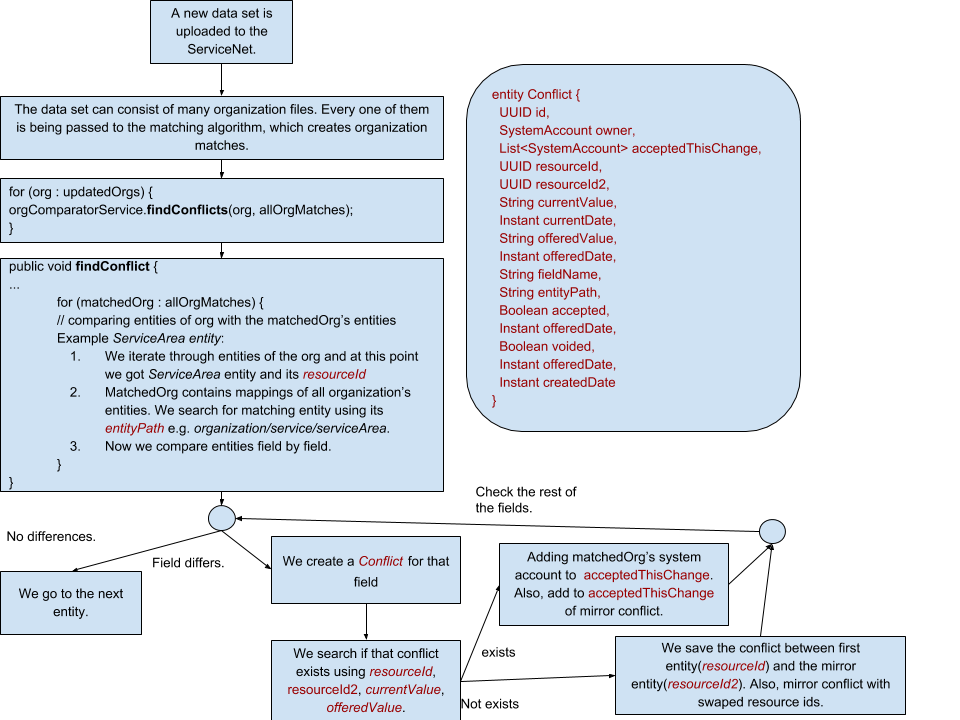 A new data set is
uploaded to the
ServiceNet.
The data set can consist of many organization files. Every one of them
is being passed to the matching algorithm, which creates organization
matches.
for (org : updatedOrgs) {
orgComparatorService.findConflicts(org, allOrgMatches);
}
public void findConflict {
...
for (matchedOrg : allOrgMatches) {
// comparing entities of org with the matchedOrg's entities
Example ServiceArea entity:
1. We iterate through entities of the org and at this point
we got ServiceArea entity and its resourceId
2. MatchedOrg contains mappings of all organization's
entities. We search for matching entity using its
entityPath e.g. organization/service/serviceArea.
3. Now we compare entities field by field.
}
}
entity Conflict {
UUID id,
SystemAccount owner,
List<SystemAccount> acceptedThisChange,
UUID resourceId,
UUID resourceId2,
String currentValue,
Instant currentDate,
String offeredValue,
Instant offeredDate,
String fieldName,
String entityPath,
Boolean accepted,
Instant offeredDate,
Boolean voided,
Instant offeredDate,
Instant createdDate
}
Check the rest of
the fields.
No differences.
Field differs.
We go to the next
entity.
We create a Conflict for that
field
Adding matchedOrg's system
account to acceptedThisChange.
Also, add to acceptedThisChange
of mirror conflict.
We search if that conflict
exists using resourceId,
resourceId2, currentValue,
offeredValue.
exists
Not exists
We save the conflict between first
entity(resourceId) and the mirror
entity(resourceId2). Also, mirror conflict with
swaped resource ids.